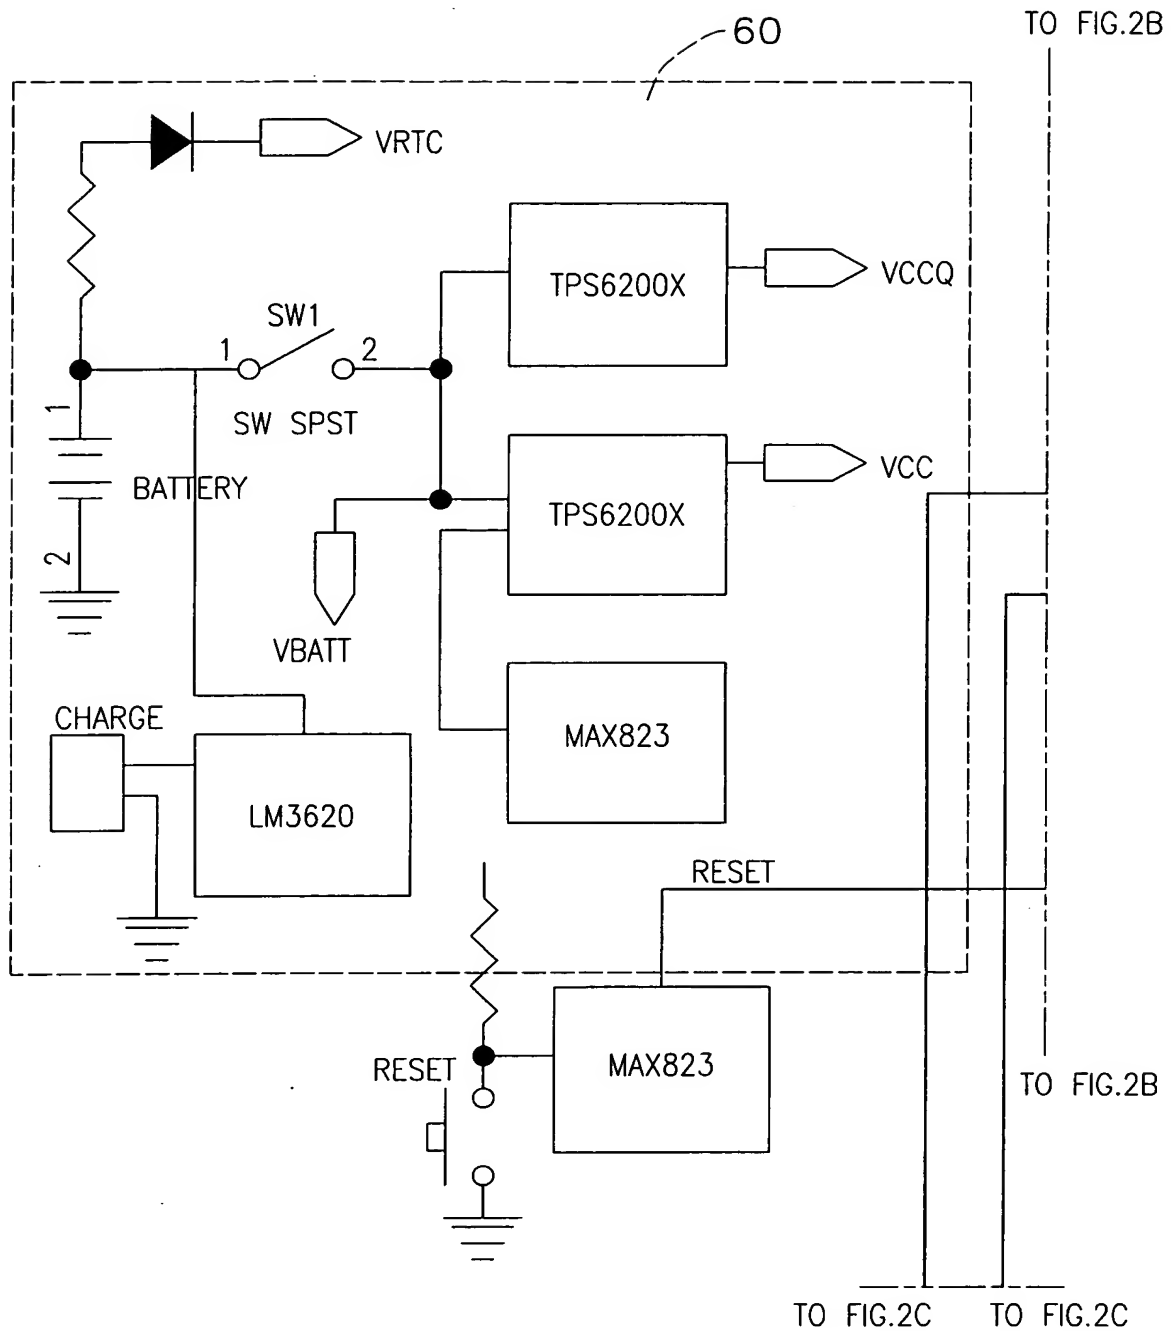 TO FIG.2B
60
VRTC
TPS6200X
VCCQ
SW1
1
2
SW SPST
1
BATTERY
2
TPS6200X
VCC
VBATT
CHARGE
LM3620
MAX823
RESET
RESET
MAX823
TO FIG.2B
TO FIG.2C
TO FIG.2C